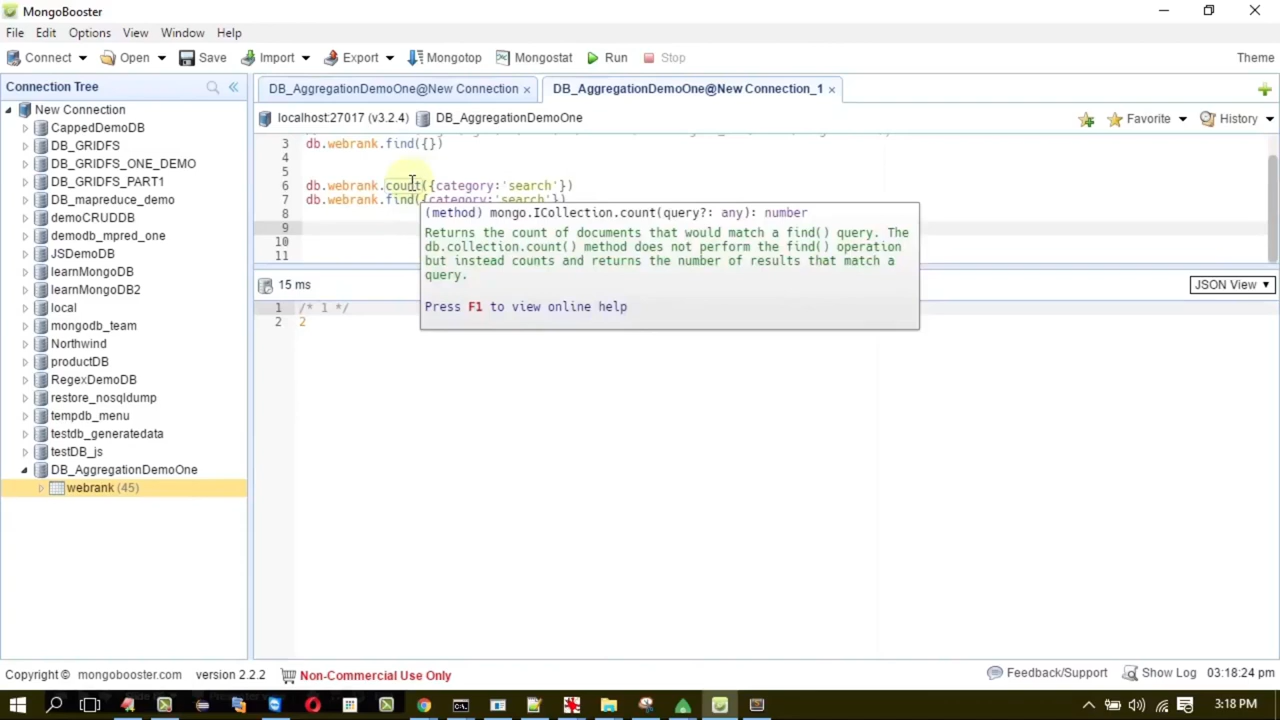 MongoBooster
File Edit Options View Window Help
Connect Open Save Import Export Mongotop Mongostat Run Stop Theme
Connection Tree
DB_AggregationDemoOne@New Connection × DB_AggregationDemoOne@New Connection_1 ×
New Connection
localhost:27017 (v3.2.4) DB_AggregationDemoOne History Favorite
CappedDemoDB
DB_GRIDFS
DB_GRIDFS_ONE_DEMO
DB_GRIDFS_PART1
DB_mapreduce_demo
demoCRUDDB
demodb_mpred_one
JSDemoDB
learnMongoDB
learnMongoDB2
local
mongodb_team
Northwind
productDB
RegexDemoDB
restore_nosqldump
tempdb_menu
testdb_generatedata
testDB_js
DB_AggregationDemoOne
webrank (45)
3 db.webrank.find({})
4
5
6 db.webrank.count({category:'search'})
7 db.webrank.find({category:'search'})
8
9
10
11
(method) mongo.ICollection.count(query?: any): number
Returns the count of documents that would match a find() query. The
db.collection.count() method does not perform the find() operation
but instead counts and returns the number of results that match a
query.
Press F1 to view online help
15 ms JSON View
1 /* 1 */
2 2
Copyright © mongobooster.com version 2.2.2 Non-Commercial Use Only Feedback/Support Show Log 03:18:24 pm
3:18 PM